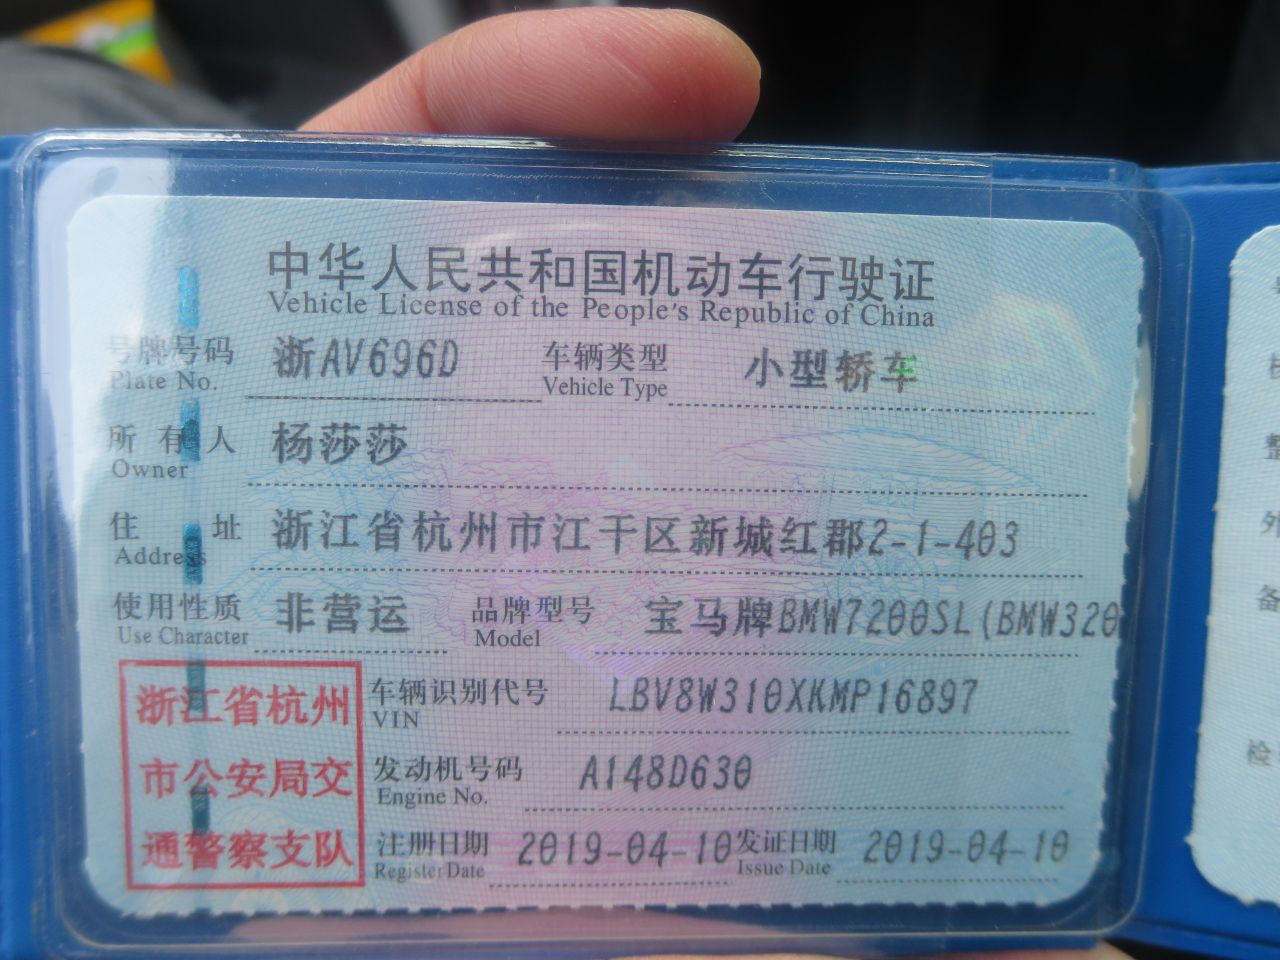 中华人民共和国机动车行驶证
Vehicle License of the People's Republic of China
号牌号码 浙AV696D 车辆类型 小型轿车
Plate No. Vehicle Type
所有人 杨莎莎
Owner
住址 浙江省杭州市江干区新城红郡2-1-403
Address
使用性质 非营运 品牌型号 宝马牌BMW7200SL(BMW320
Use Character Model
浙江省杭州 车辆识别代号 LBV8W310XKMP16897
VIN
市公安局交 发动机号码 A148D630
Engine No.
通警察支队 注册日期 2019-04-10 发证日期 2019-04-10
Register Date Issue Date
整
外
备
检